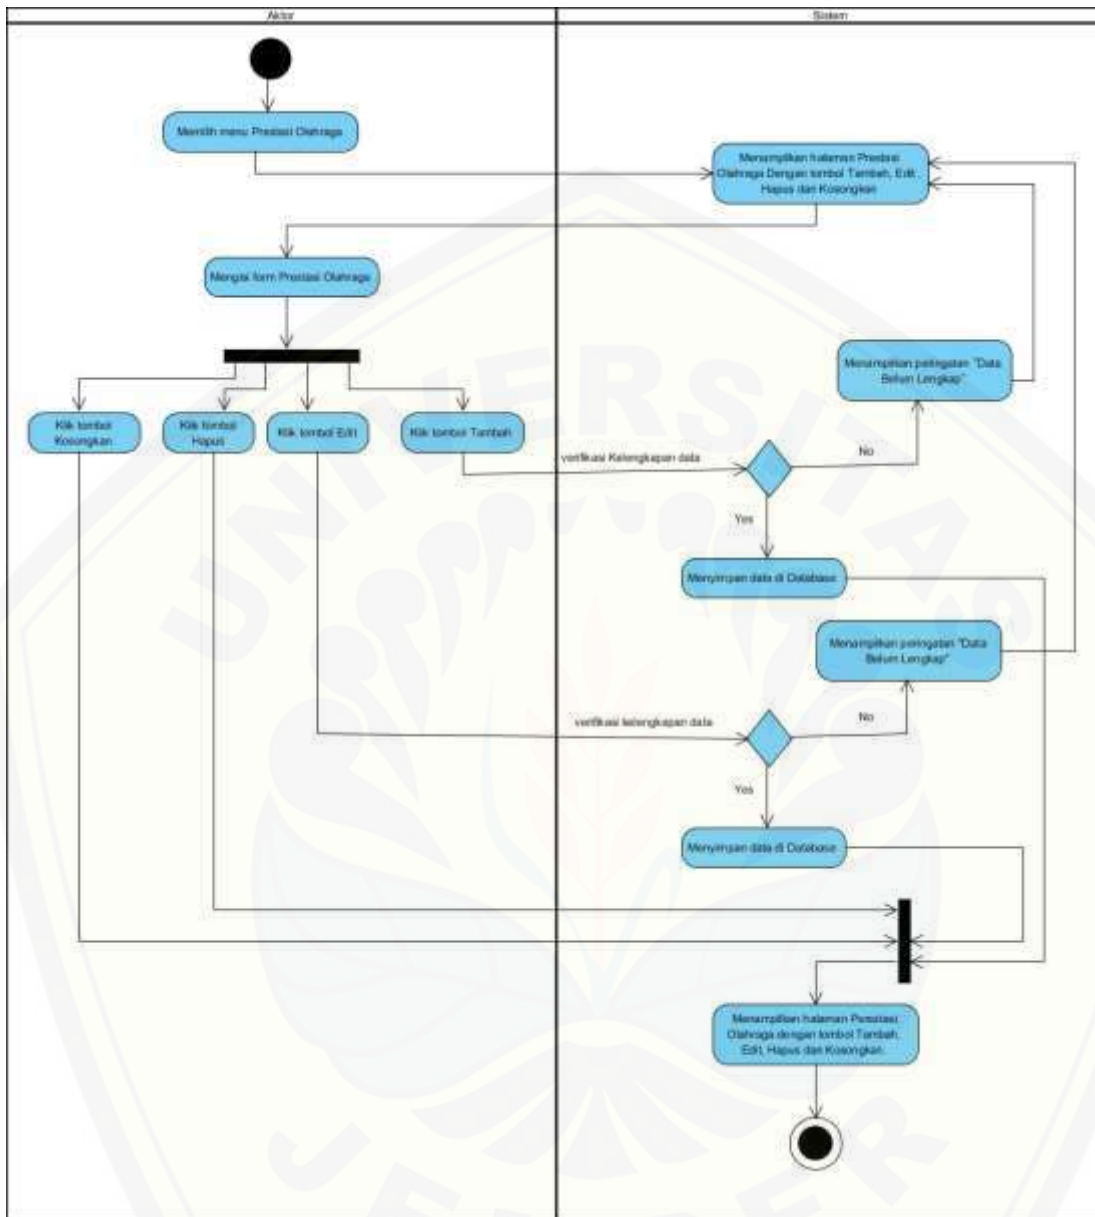 Aktor
Sistem
Memilih menu Prestasi Olahraga
Menampilkan halaman Prestasi
Olahraga Dengan tombol Tambah, Edit,
Hapus dan Kosongkan
Mengisi form Prestasi Olahraga
Menampilkan peringatan "Data
Belum Lengkap"
Klik tombol
Kosongkan
Klik tombol
Hapus
Klik tombol Edit
Klik tombol Tambah
verifikasi Kelengkapan data
No
Yes
Menyimpan data di Database
Menampilkan peringatan "Data
Belum Lengkap"
verifikasi kelengkapan data
No
Yes
Menyimpan data di Database
Menampilkan halaman
Olahraga dengan tombol Tambah,
Edit, Hapus dan Kosongkan.
UNIVERSITAS
JEMBER